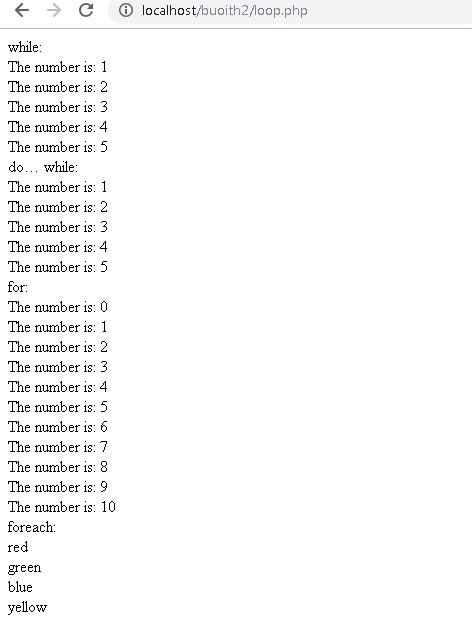 localhost/buoith2/loop.php
while:
The number is: 1
The number is: 2
The number is: 3
The number is: 4
The number is: 5
do… while:
The number is: 1
The number is: 2
The number is: 3
The number is: 4
The number is: 5
for:
The number is: 0
The number is: 1
The number is: 2
The number is: 3
The number is: 4
The number is: 5
The number is: 6
The number is: 7
The number is: 8
The number is: 9
The number is: 10
foreach:
red
green
blue
yellow